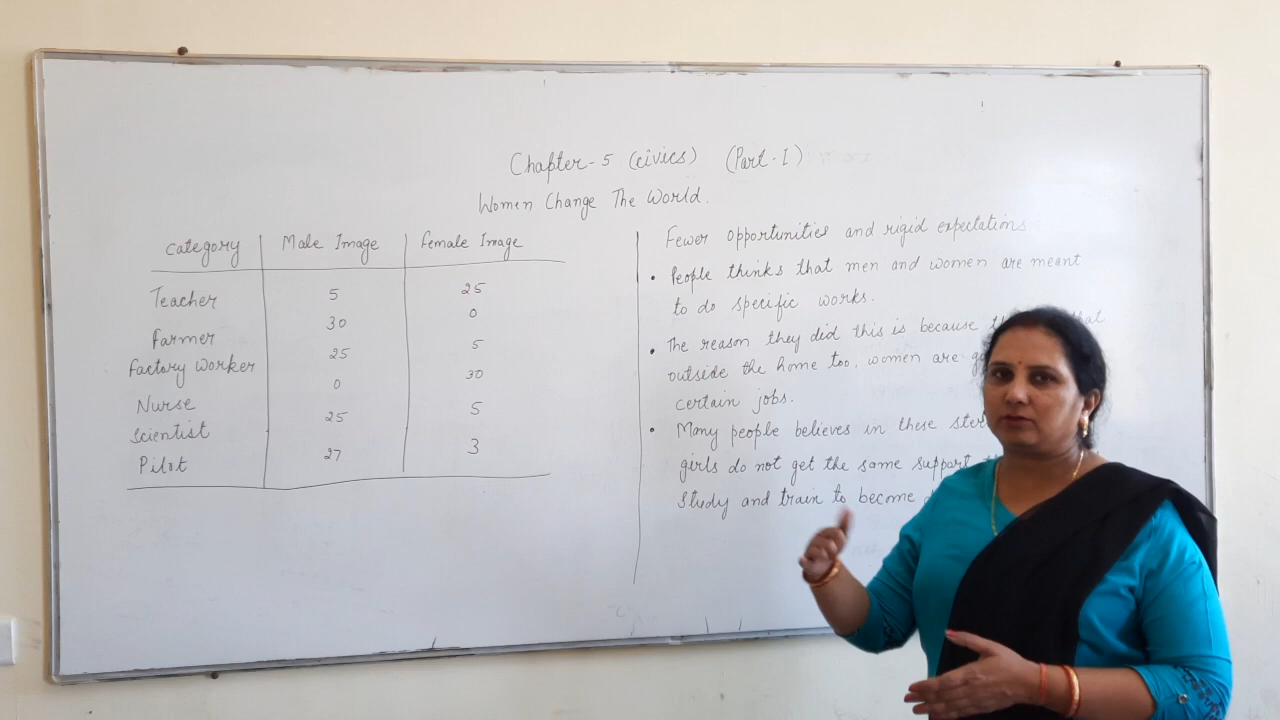 Chapter-5 (civics) (Part-I)
Women Change The World.
Category Male Image Female Image
Teacher 5 25
Farmer 30 0
Factory Worker 25 5
Nurse 0 30
Scientist 25 5
Pilot 27 3
Fewer opportunities and rigid expectations
• People thinks that men and women are meant
to do specific works.
• The reason they did this is because that
outside the home too, women are
certain jobs.
• Many people believes in these
girls do not get the same support
study and train to become